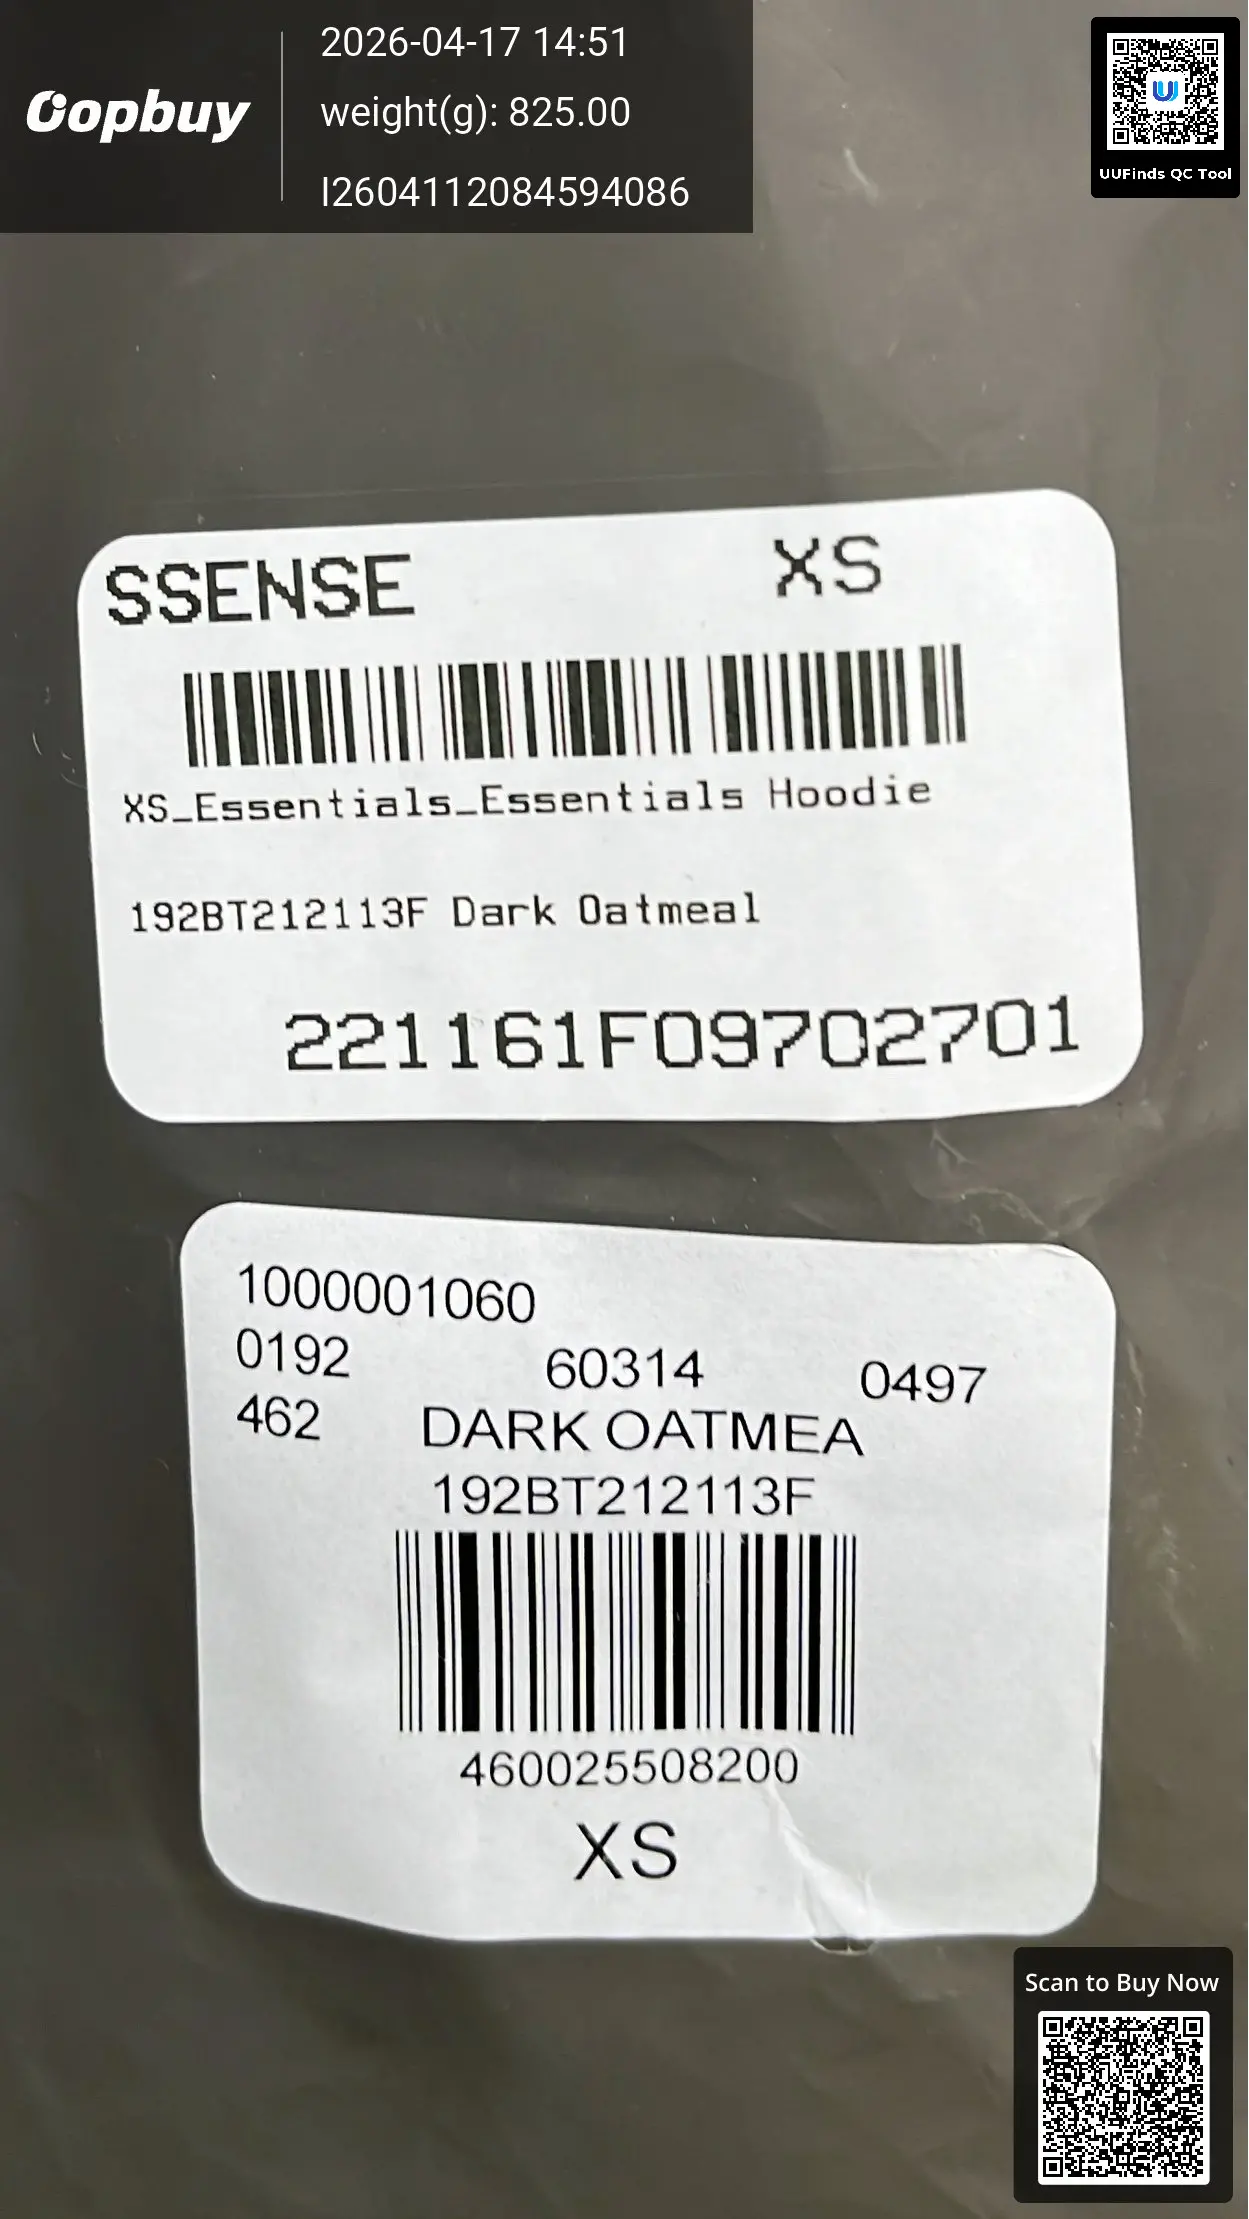 Oopbuy
2026-04-17 14:51
weight(g): 825.00
I2604112084594086
UUFinds QC Tool
SSENSE XS
XS_Essentials_Essentials Hoodie
192BT212113F Dark Oatmeal
221161F09702701
1000001060
0192 60314 0497
462 DARK OATMEA
192BT212113F
460025508200
XS
Scan to Buy Now